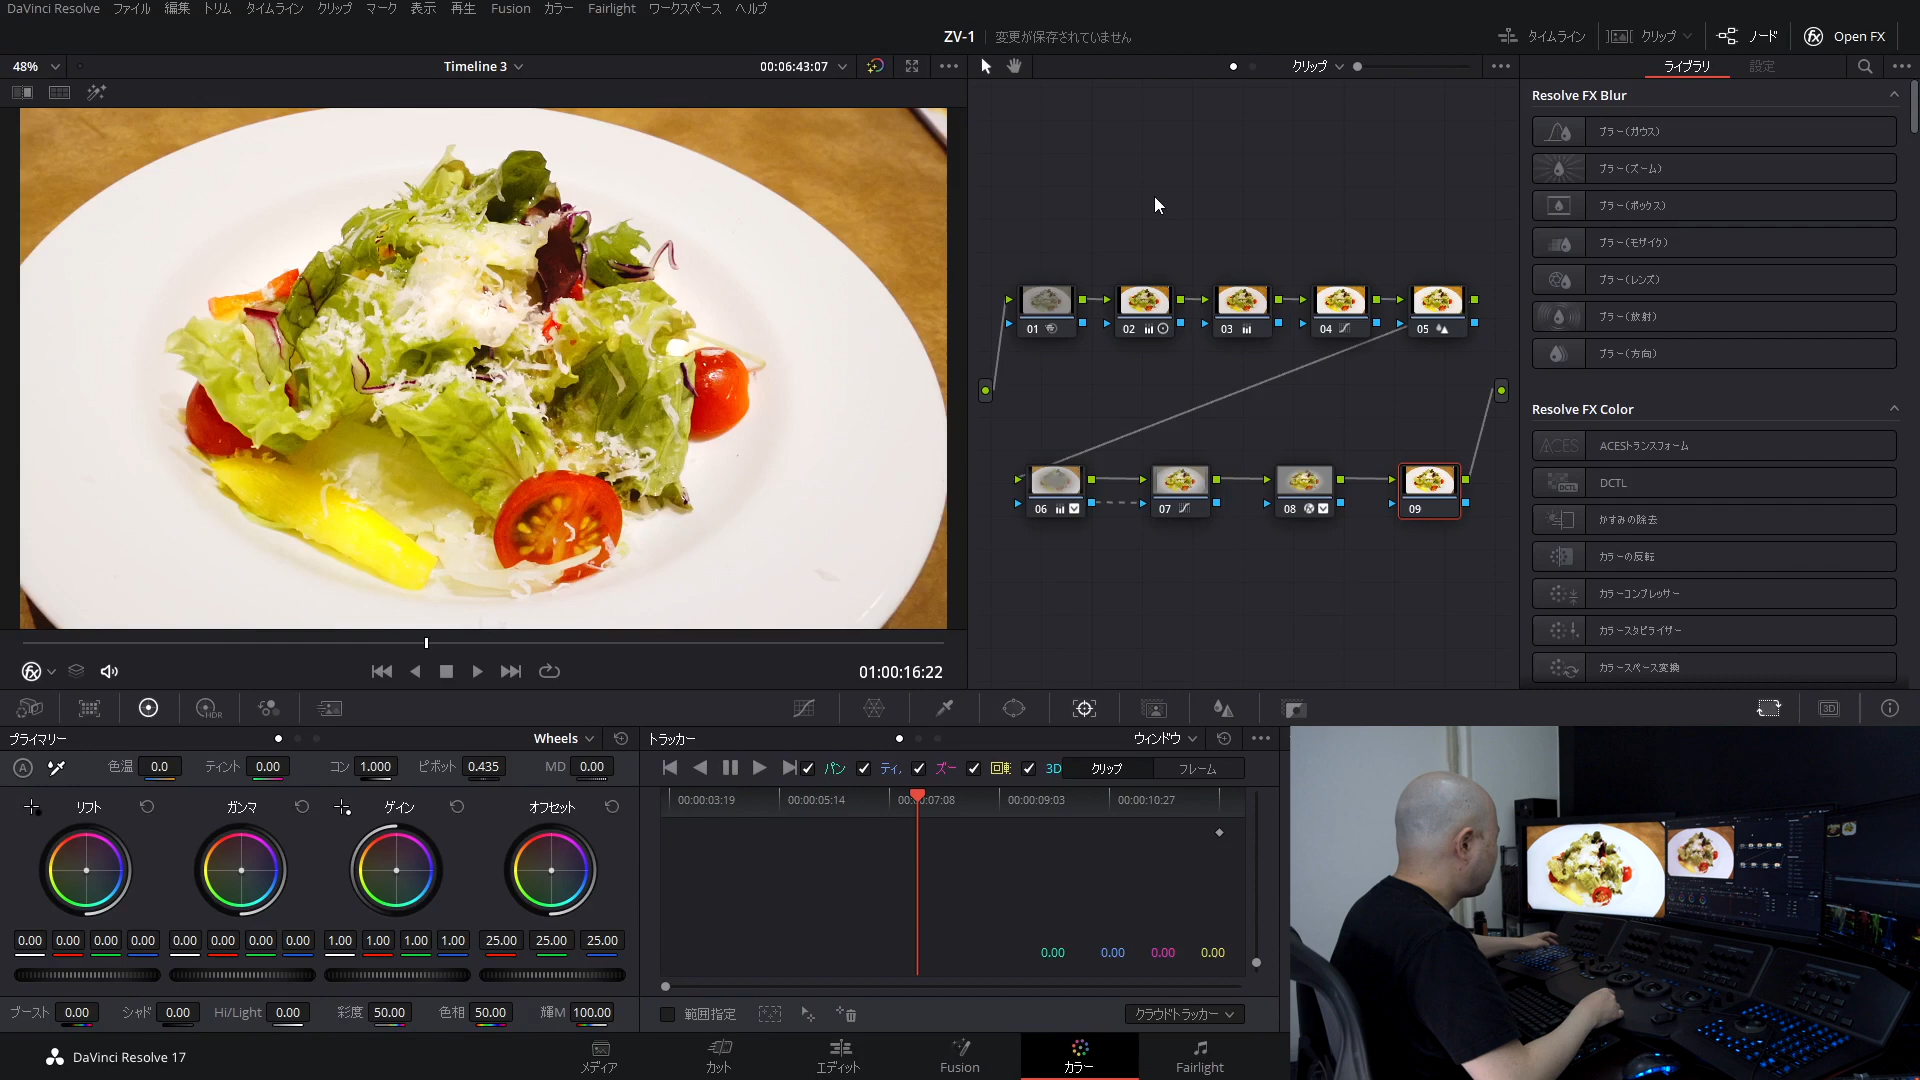 DaVinci Resolve ファイル 編集 トリム タイムライン クリップ マーク 表示 再生 Fusion カラー Fairlight ワークスペース ヘルプ
ZV-1 変更が保存されていません
タイムライン クリップ ノード Open FX
48% Timeline 3 00:06:43:07 クリップ ライブラリ 設定
Resolve FX Blur
ブラー(ガウス)
ブラー(ズーム)
ブラー(ボックス)
ブラー(モザイク)
ブラー(レンズ)
ブラー(放射)
ブラー(方向)
Resolve FX Color
ACES
ACESトランスフォーム
DCTL
DCTL
かすみの除去
カラーの反転
カラーコンプレッサー
カラースタビライザー
カラースペース変換
01 02 03 04 05
06 07 08 09
01:00:16:22
HDR
3D
プライマリー Wheels
色温 0.0 ティント 0.00 コン 1.000 ピボット 0.435 MD 0.00
リフト ガンマ ゲイン オフセット
0.00 0.00 0.00 0.00 0.00 0.00 0.00 0.00 1.00 1.00 1.00 1.00 25.00 25.00 25.00
ブースト 0.00 シャド 0.00 Hi/Light 0.00 彩度 50.00 色相 50.00 輝M 100.00
トラッカー ウィンドウ
パン ティ, ズー 回転 3D クリップ フレーム
00:00:03:19 00:00:05:14 00:00:07:08 00:00:09:03 00:00:10:27
0.00 0.00 0.00 0.00
範囲指定 クラウドトラッカー
DaVinci Resolve 17 メディア カット エディット Fusion カラー Fairlight